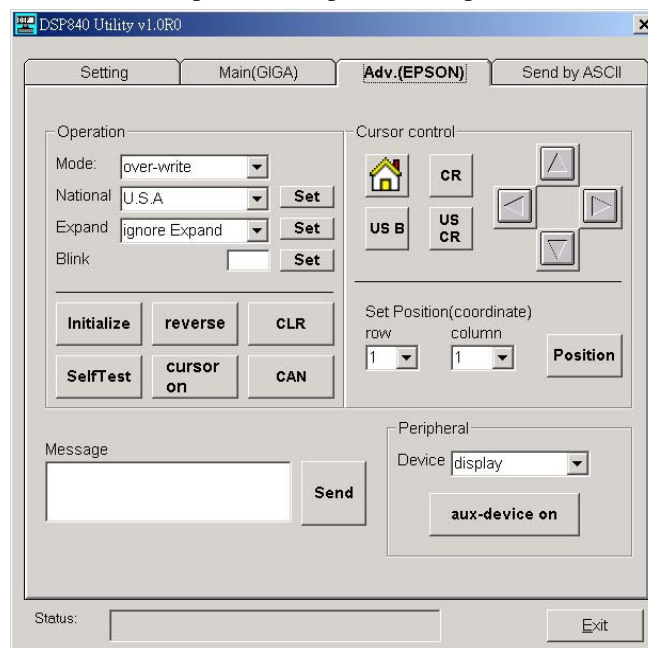 DSP840 Utility v1.0R0
Setting
Main(GIGA)
Adv.(EPSON)
Send by ASCII
Operation
Mode: over-write
National U.S.A Set
Expand ignore Expand Set
Blink Set
Initialize
reverse
CLR
SelfTest
cursor
on
CAN
Cursor control
CR
US B
US
CR
Set Position(coordinate)
row column
1 1 Position
Message
Send
Peripheral
Device display
aux-device on
Status:
Exit